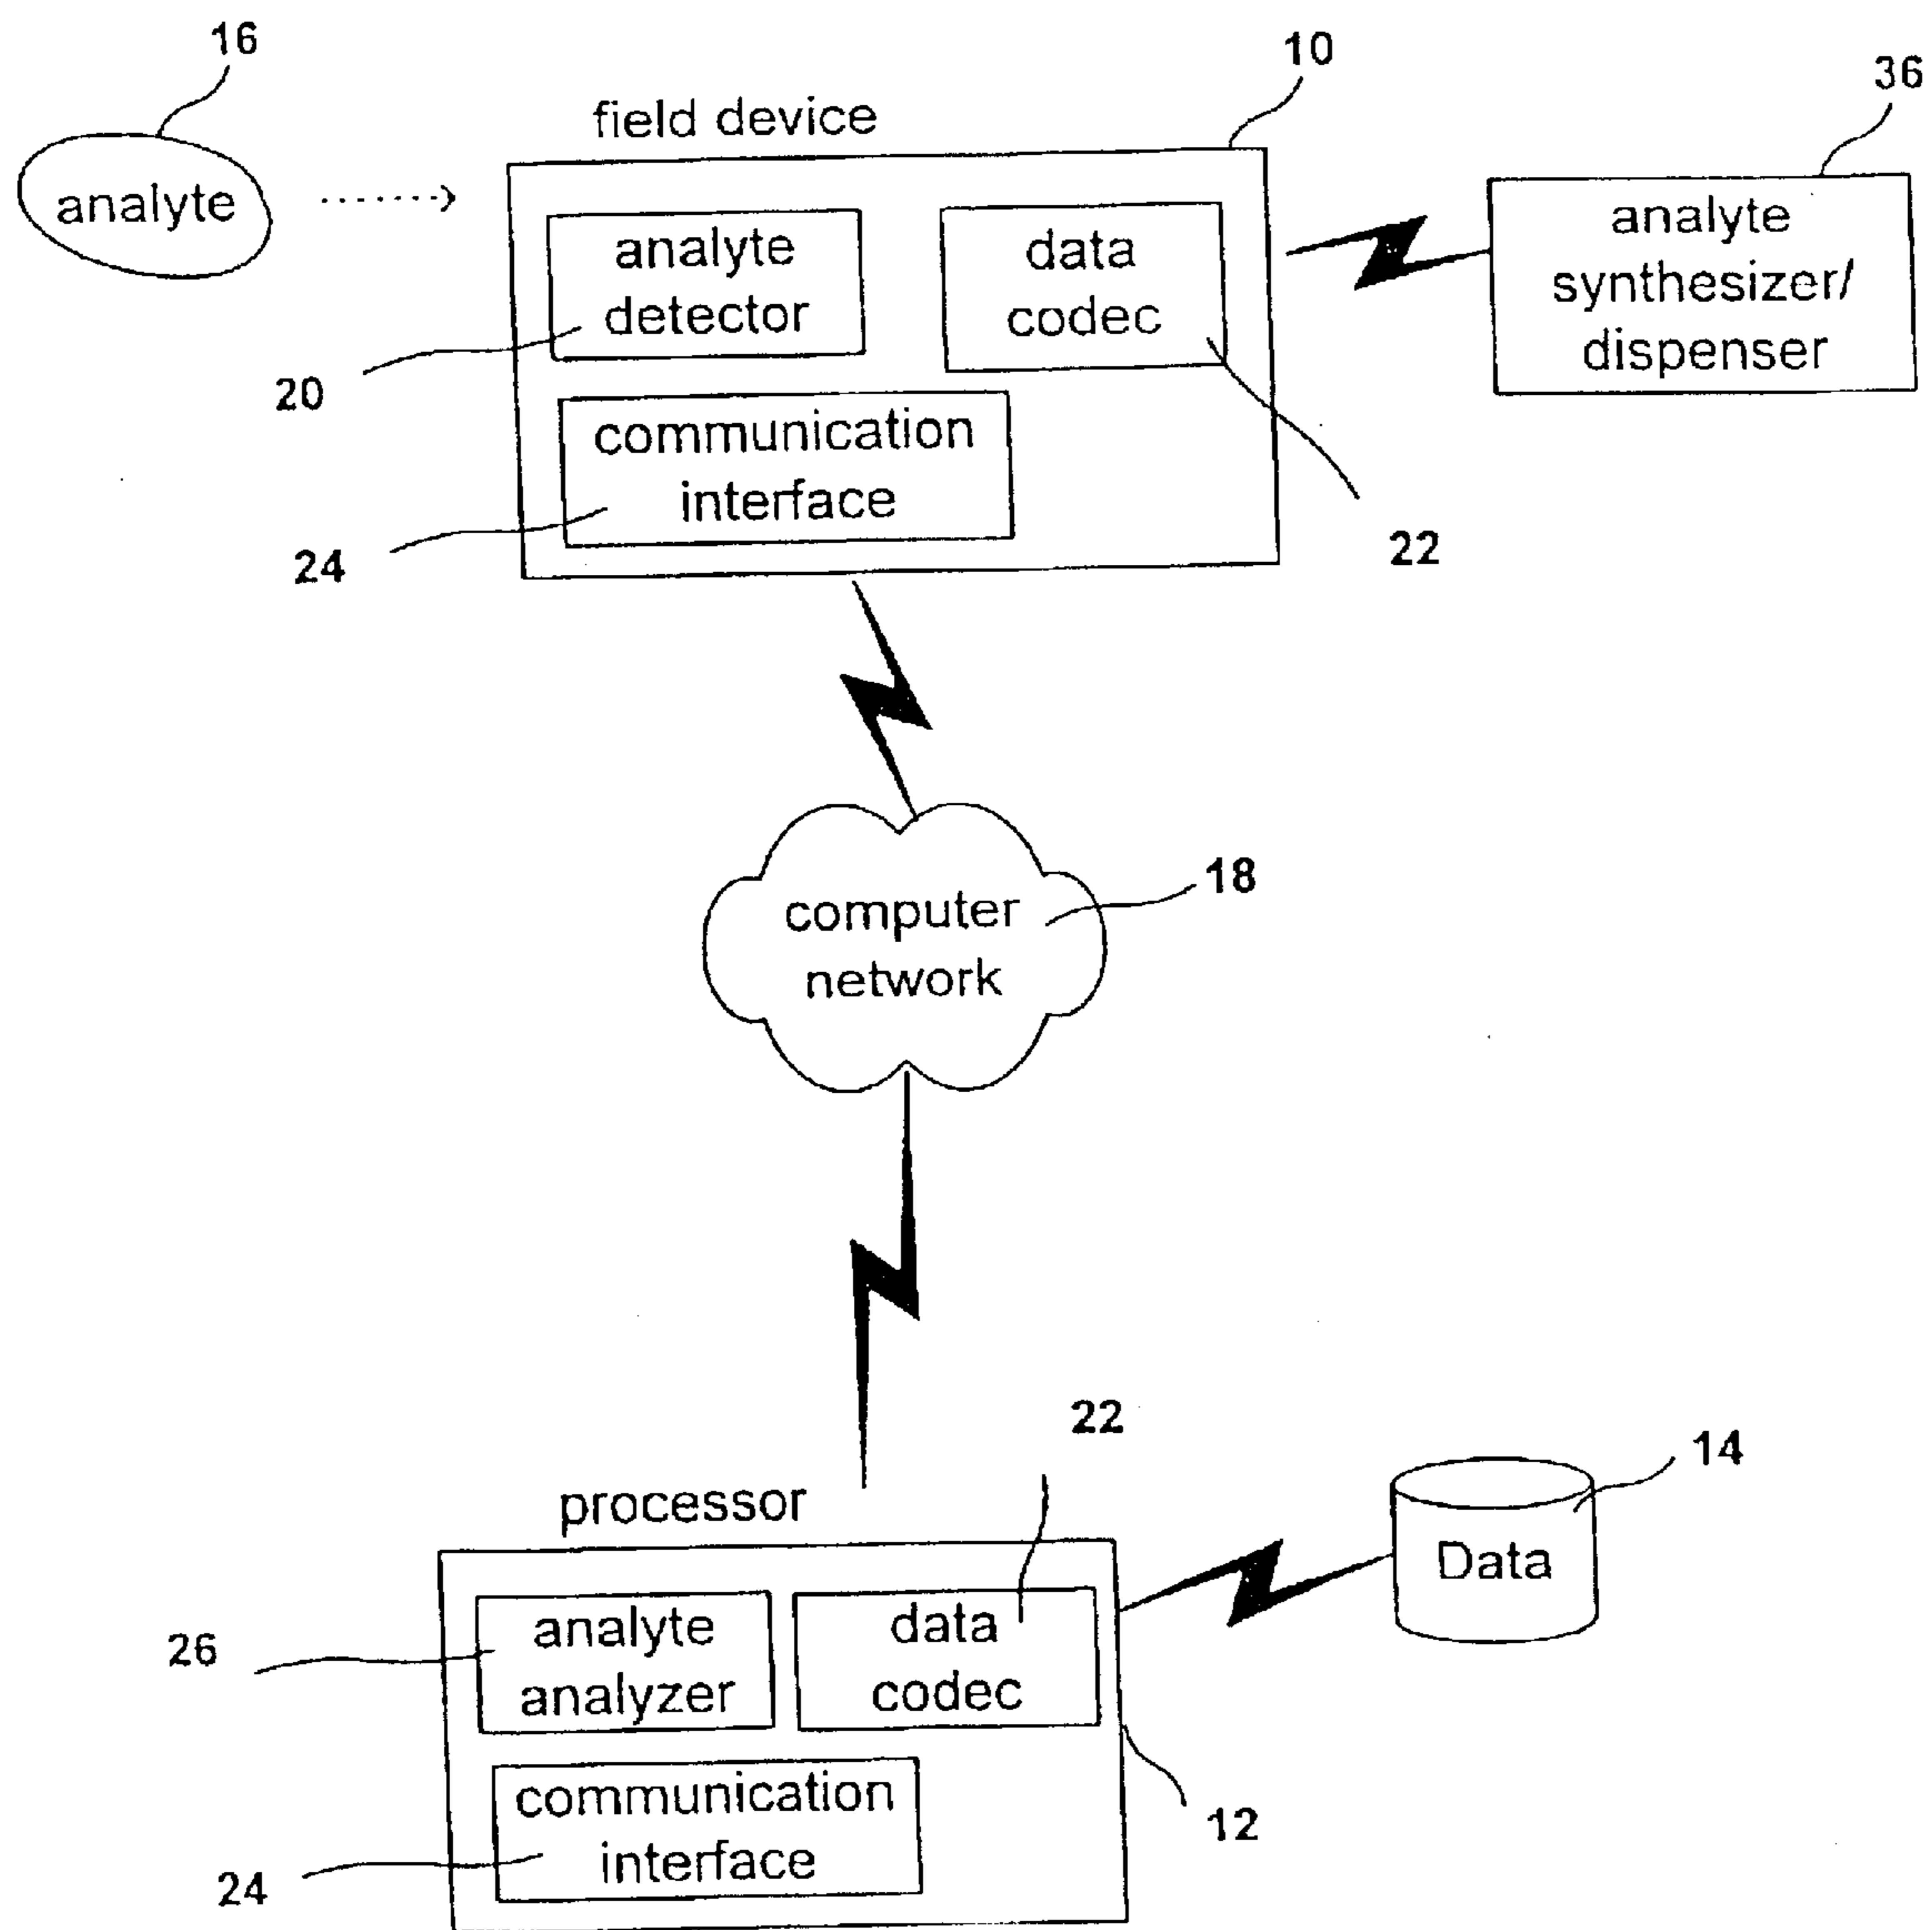 16
10
36
field device
analyte
analyte
detector
data
codec
analyte
synthesizer/
dispenser
20
communication
interface
24
22
computer
network
18
22
14
processor
Data
analyte
analyzer
data
codec
26
communication
interface
12
24